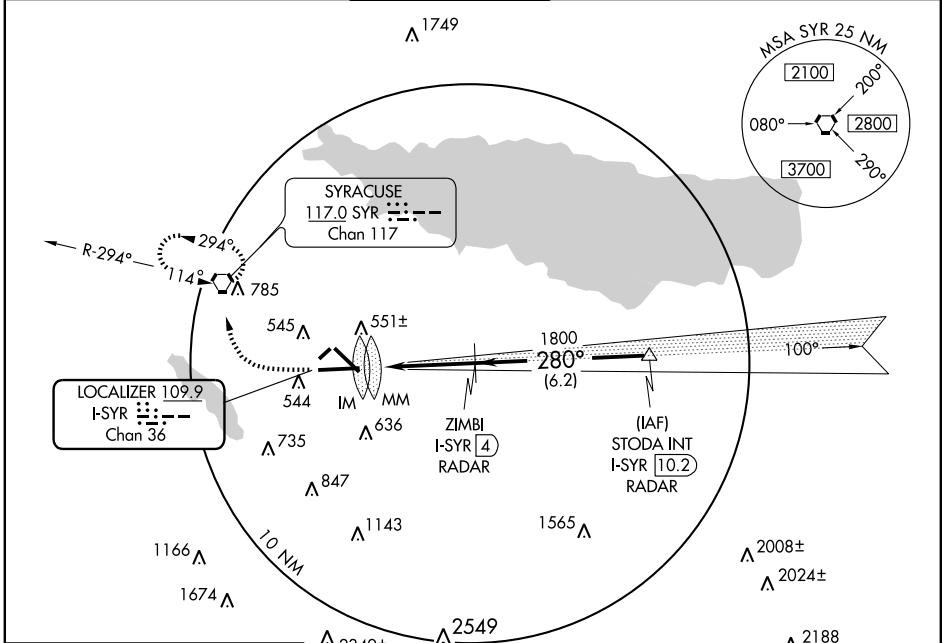 1749
MSA SYR 25 NM
2100
200°
080°
2800
3700
290°
SYRACUSE
117.0 SYR
Chan 117
R-294°
294°
114°
785
545
551±
1800
280°
(6.2)
100°
LOCALIZER 109.9
I-SYR
Chan 36
544
IM
MM
636
ZIMBI
I-SYR 4
RADAR
(IAF)
STODA INT
I-SYR 10.2
RADAR
735
847
1143
1565
10 NM
1166
2008±
2024±
1674
2549
2188